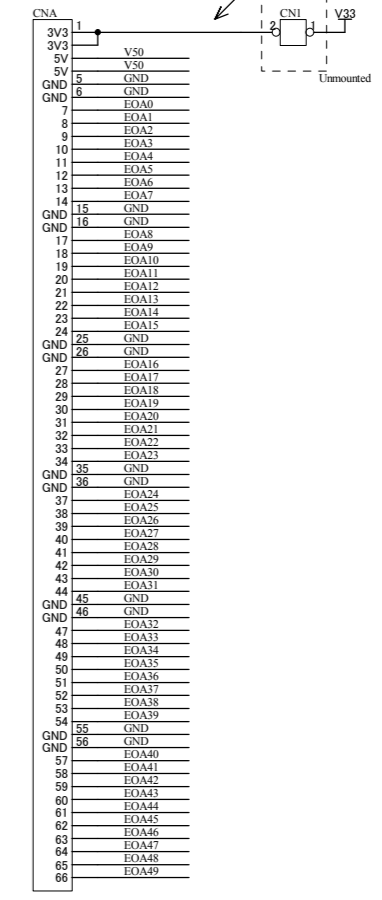 CNA CN1 V33
3V3 1 2 1
3V3
5V V50
5V V50
Unmounted
GND 5 GND
GND 6 GND
7 EOA0
8 EOA1
9 EOA2
10 EOA3
11 EOA4
12 EOA5
13 EOA6
14 EOA7
GND 15 GND
GND 16 GND
17 EOA8
18 EOA9
19 EOA10
20 EOA11
21 EOA12
22 EOA13
23 EOA14
24 EOA15
GND 25 GND
GND 26 GND
27 EOA16
28 EOA17
29 EOA18
30 EOA19
31 EOA20
32 EOA21
33 EOA22
34 EOA23
GND 35 GND
GND 36 GND
37 EOA24
38 EOA25
39 EOA26
40 EOA27
41 EOA28
42 EOA29
43 EOA30
44 EOA31
GND 45 GND
GND 46 GND
47 EOA32
48 EOA33
49 EOA34
50 EOA35
51 EOA36
52 EOA37
53 EOA38
54 EOA39
GND 55 GND
GND 56 GND
57 EOA40
58 EOA41
59 EOA42
60 EOA43
61 EOA44
62 EOA45
63 EOA46
64 EOA47
65 EOA48
66 EOA49